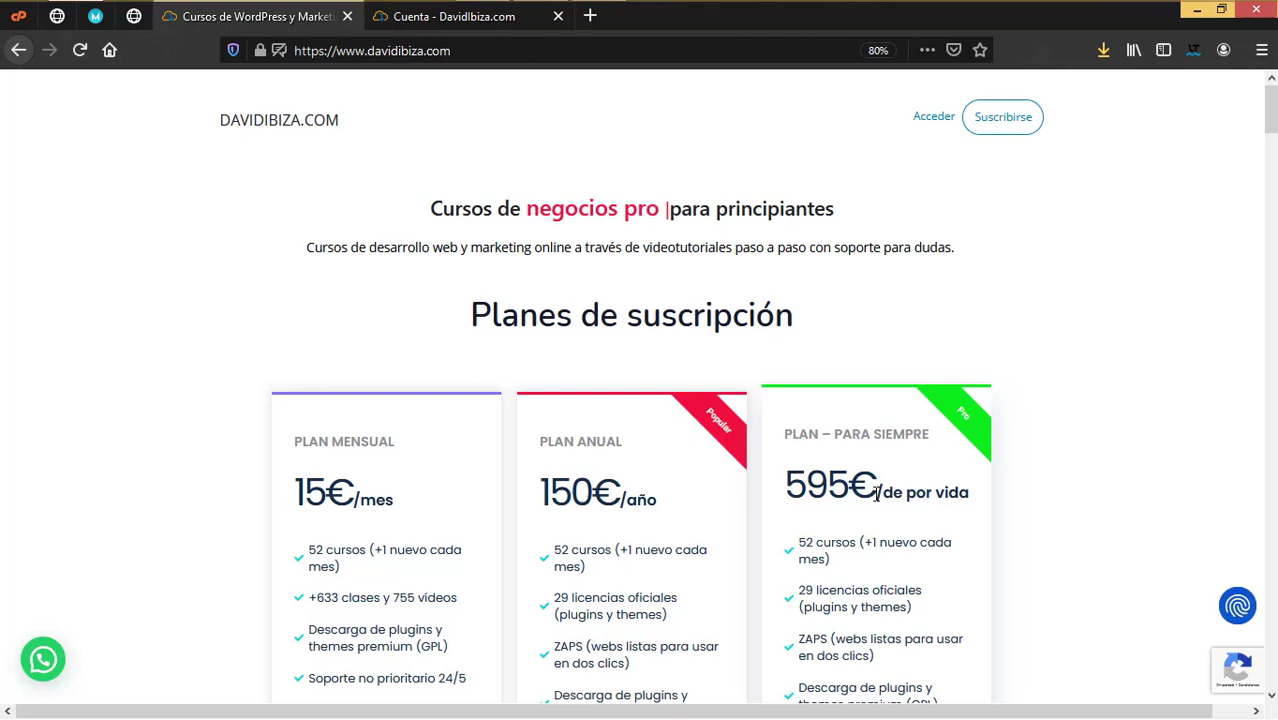 Cursos de WordPress y Marketi
Cuenta - DavidIbiza.com
https://www.davidibiza.com
80%
LT
DAVIDIBIZA.COM
Acceder
Suscribirse
Cursos de negocios pro |para principiantes
Cursos de desarrollo web y marketing online a través de videotutoriales paso a paso con soporte para dudas.
Planes de suscripción
PLAN MENSUAL
15€/mes
52 cursos (+1 nuevo cada
mes)
+633 clases y 755 vídeos
Descarga de plugins y
themes premium (GPL)
Soporte no prioritario 24/5
Popular
PLAN ANUAL
150€/año
52 cursos (+1 nuevo cada
mes)
29 licencias oficiales
(plugins y themes)
ZAPS (webs listas para usar
en dos clics)
Descarga de plugins y
Pro
PLAN – PARA SIEMPRE
595€/de por vida
52 cursos (+1 nuevo cada
mes)
29 licencias oficiales
(plugins y themes)
ZAPS (webs listas para usar
en dos clics)
Descarga de plugins y
themes premium (GPL)